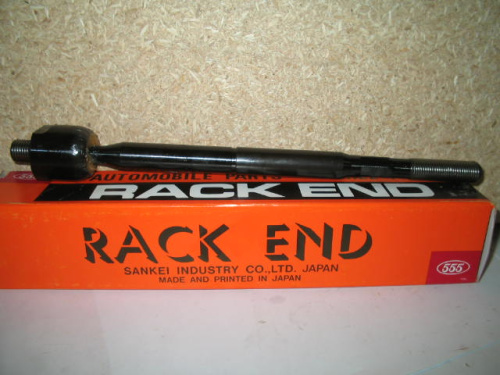 AUTOMOBILE PARTS
RACK END
RACK END
SANKEI INDUSTRY CO.,LTD. JAPAN
MADE AND PRINTED IN JAPAN
555